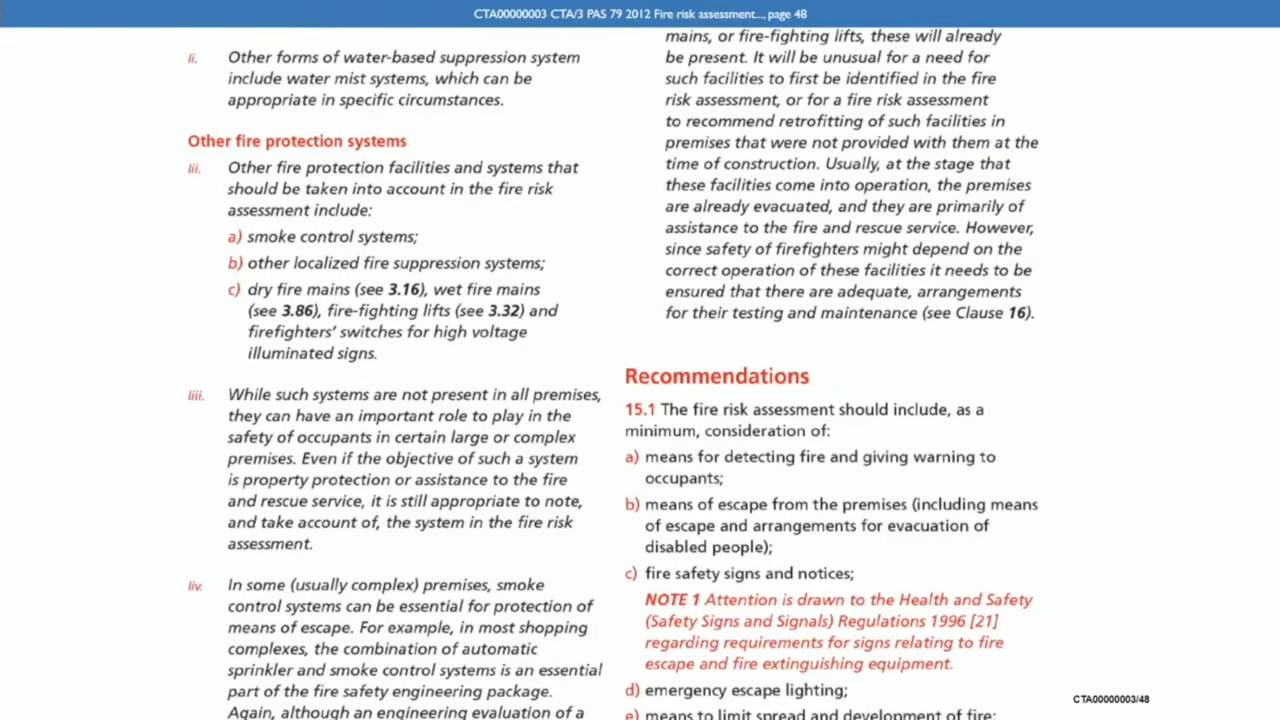 CTA00000003 CTA/3 PAS 79 2012 Fire risk assessment..., page 48
li. Other forms of water-based suppression system
include water mist systems, which can be
appropriate in specific circumstances.
Other fire protection systems
lii. Other fire protection facilities and systems that
should be taken into account in the fire risk
assessment include:
a) smoke control systems;
b) other localized fire suppression systems;
c) dry fire mains (see 3.16), wet fire mains
(see 3.86), fire-fighting lifts (see 3.32) and
firefighters' switches for high voltage
illuminated signs.
liii. While such systems are not present in all premises,
they can have an important role to play in the
safety of occupants in certain large or complex
premises. Even if the objective of such a system
is property protection or assistance to the fire
and rescue service, it is still appropriate to note,
and take account of, the system in the fire risk
assessment.
liv. In some (usually complex) premises, smoke
control systems can be essential for protection of
means of escape. For example, in most shopping
complexes, the combination of automatic
sprinkler and smoke control systems is an essential
part of the fire safety engineering package.
Again, although an engineering evaluation of a
mains, or fire-fighting lifts, these will already
be present. It will be unusual for a need for
such facilities to first be identified in the fire
risk assessment, or for a fire risk assessment
to recommend retrofitting of such facilities in
premises that were not provided with them at the
time of construction. Usually, at the stage that
these facilities come into operation, the premises
are already evacuated, and they are primarily of
assistance to the fire and rescue service. However,
since safety of firefighters might depend on the
correct operation of these facilities it needs to be
ensured that there are adequate, arrangements
for their testing and maintenance (see Clause 16).
Recommendations
15.1 The fire risk assessment should include, as a
minimum, consideration of:
a) means for detecting fire and giving warning to
occupants;
b) means of escape from the premises (including means
of escape and arrangements for evacuation of
disabled people);
c) fire safety signs and notices;
NOTE 1 Attention is drawn to the Health and Safety
(Safety Signs and Signals) Regulations 1996 [21]
regarding requirements for signs relating to fire
escape and fire extinguishing equipment.
d) emergency escape lighting;
e) means to limit spread and development of fire;
CTA00000003/48